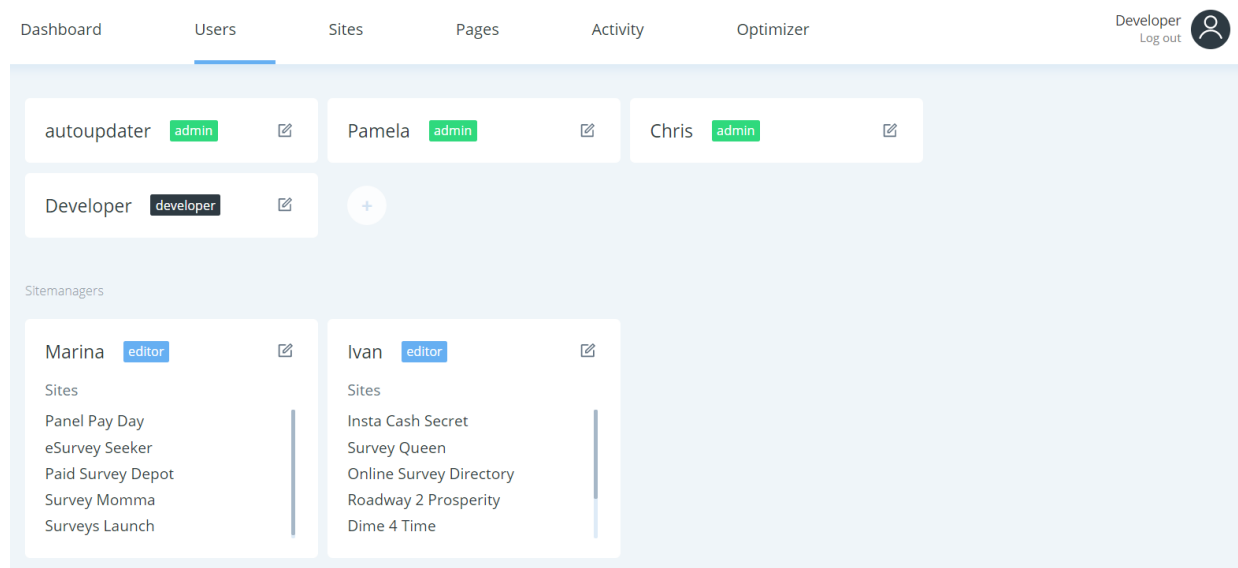 Dashboard Users Sites Pages Activity Optimizer Developer
Log out
autoupdater admin Pamela admin Chris admin
Developer developer +
Sitemanagers
Marina editor
Sites
Panel Pay Day
eSurvey Seeker
Paid Survey Depot
Survey Momma
Surveys Launch
Ivan editor
Sites
Insta Cash Secret
Survey Queen
Online Survey Directory
Roadway 2 Prosperity
Dime 4 Time